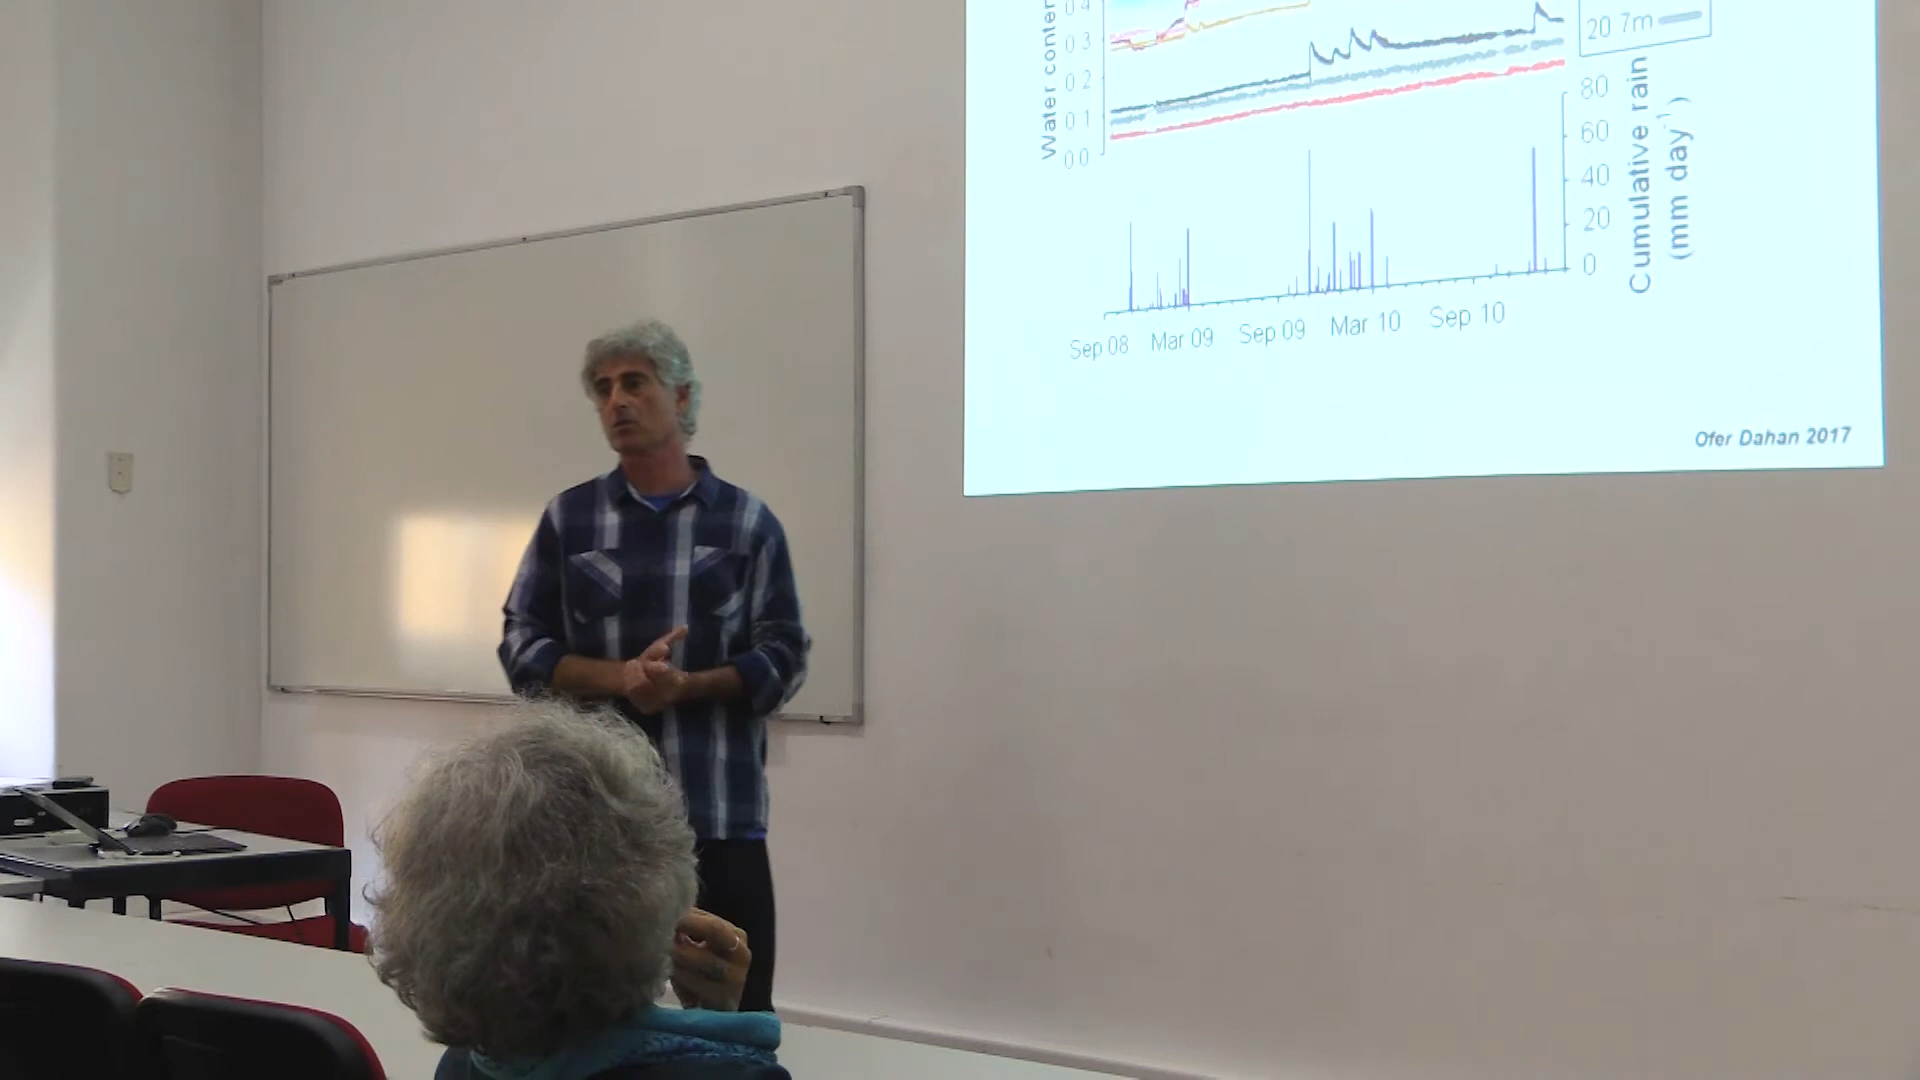 Water conten
0 4
0 3
0 2
0 1
0 0
20 7m
80
60
40
20
0
Cumulative rain
(mm day-1)
Sep 08 Mar 09 Sep 09 Mar 10 Sep 10
Ofer Dahan 2017